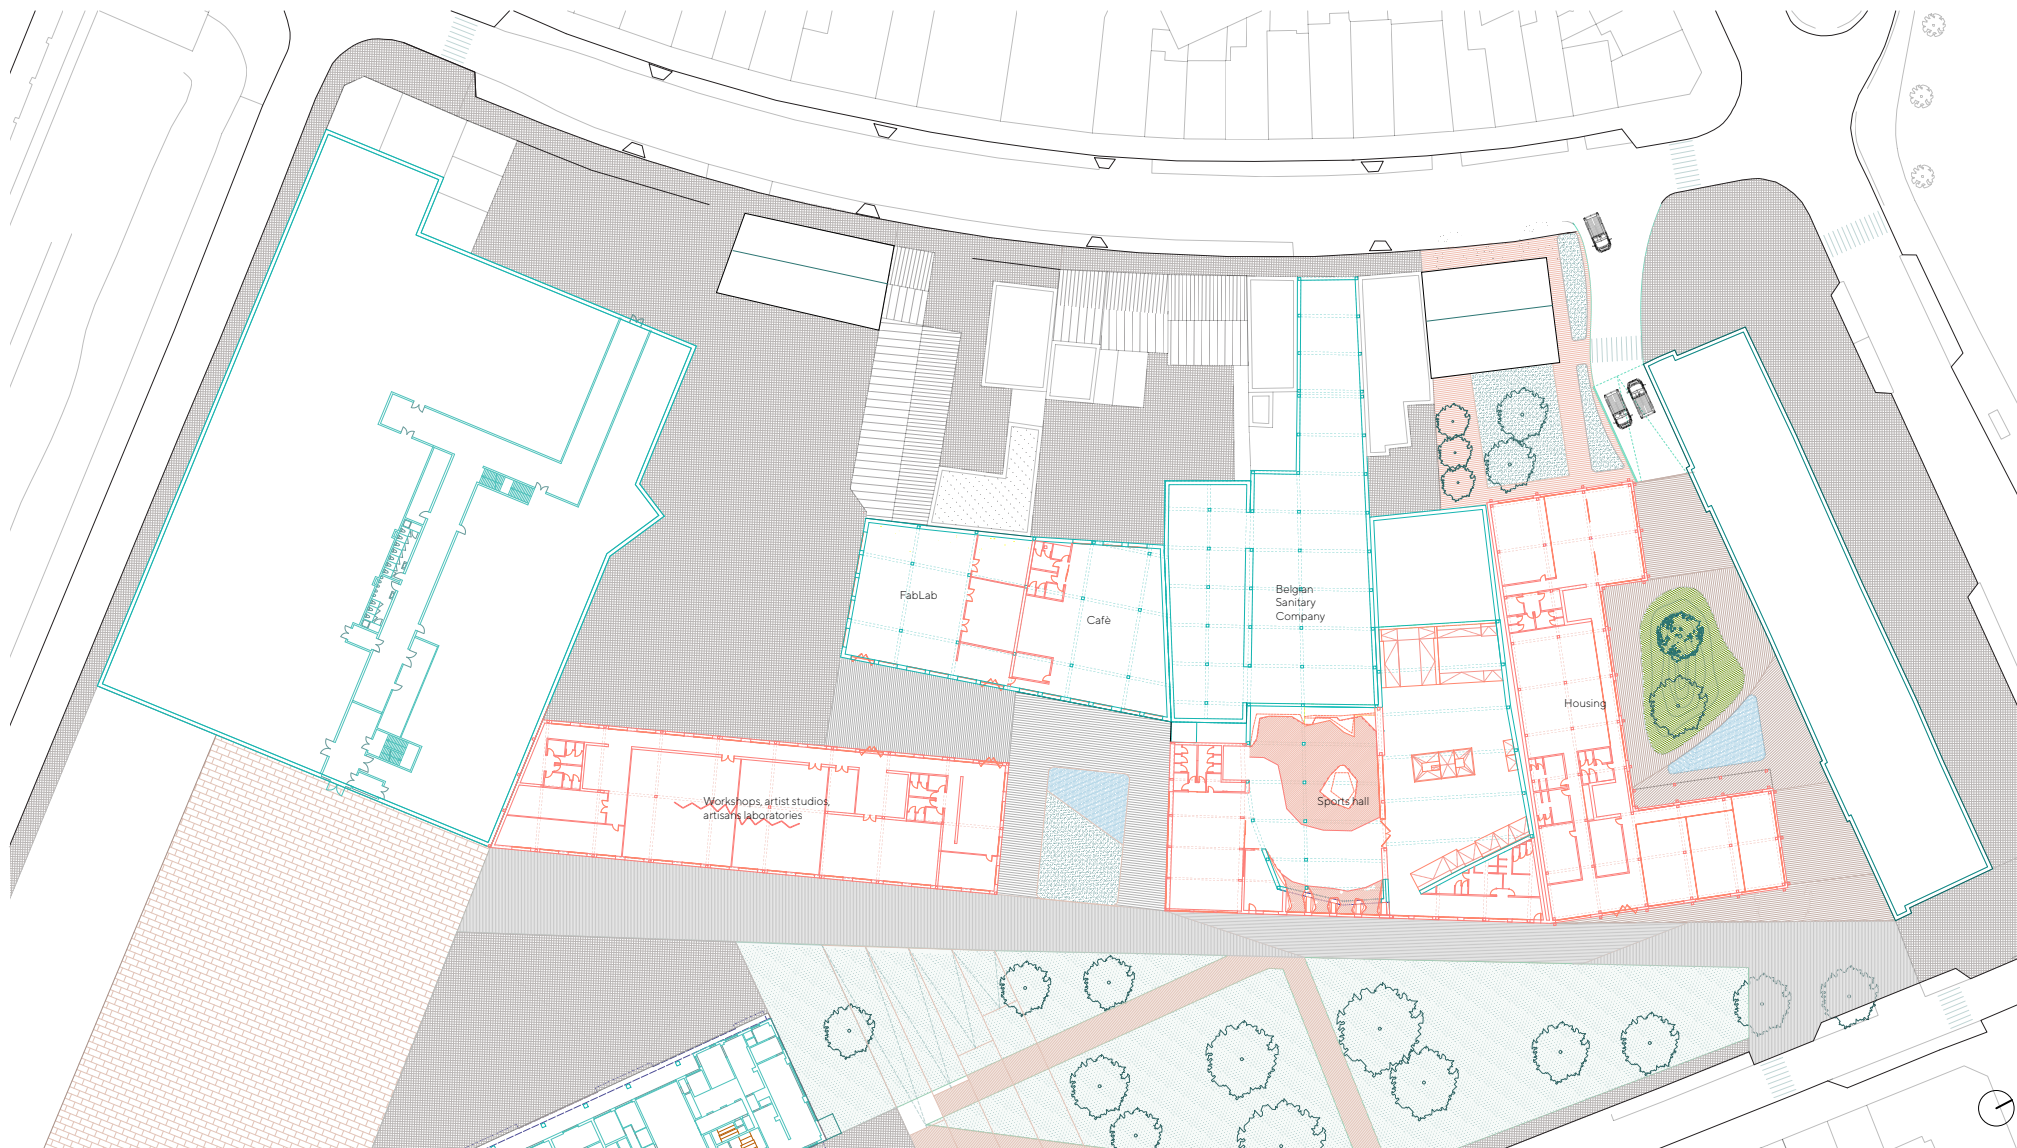 FabLab
Cafè
Belgian
Sanitary
Company
Housing
Workshops, artist studios,
artisans laboratories
Sports hall